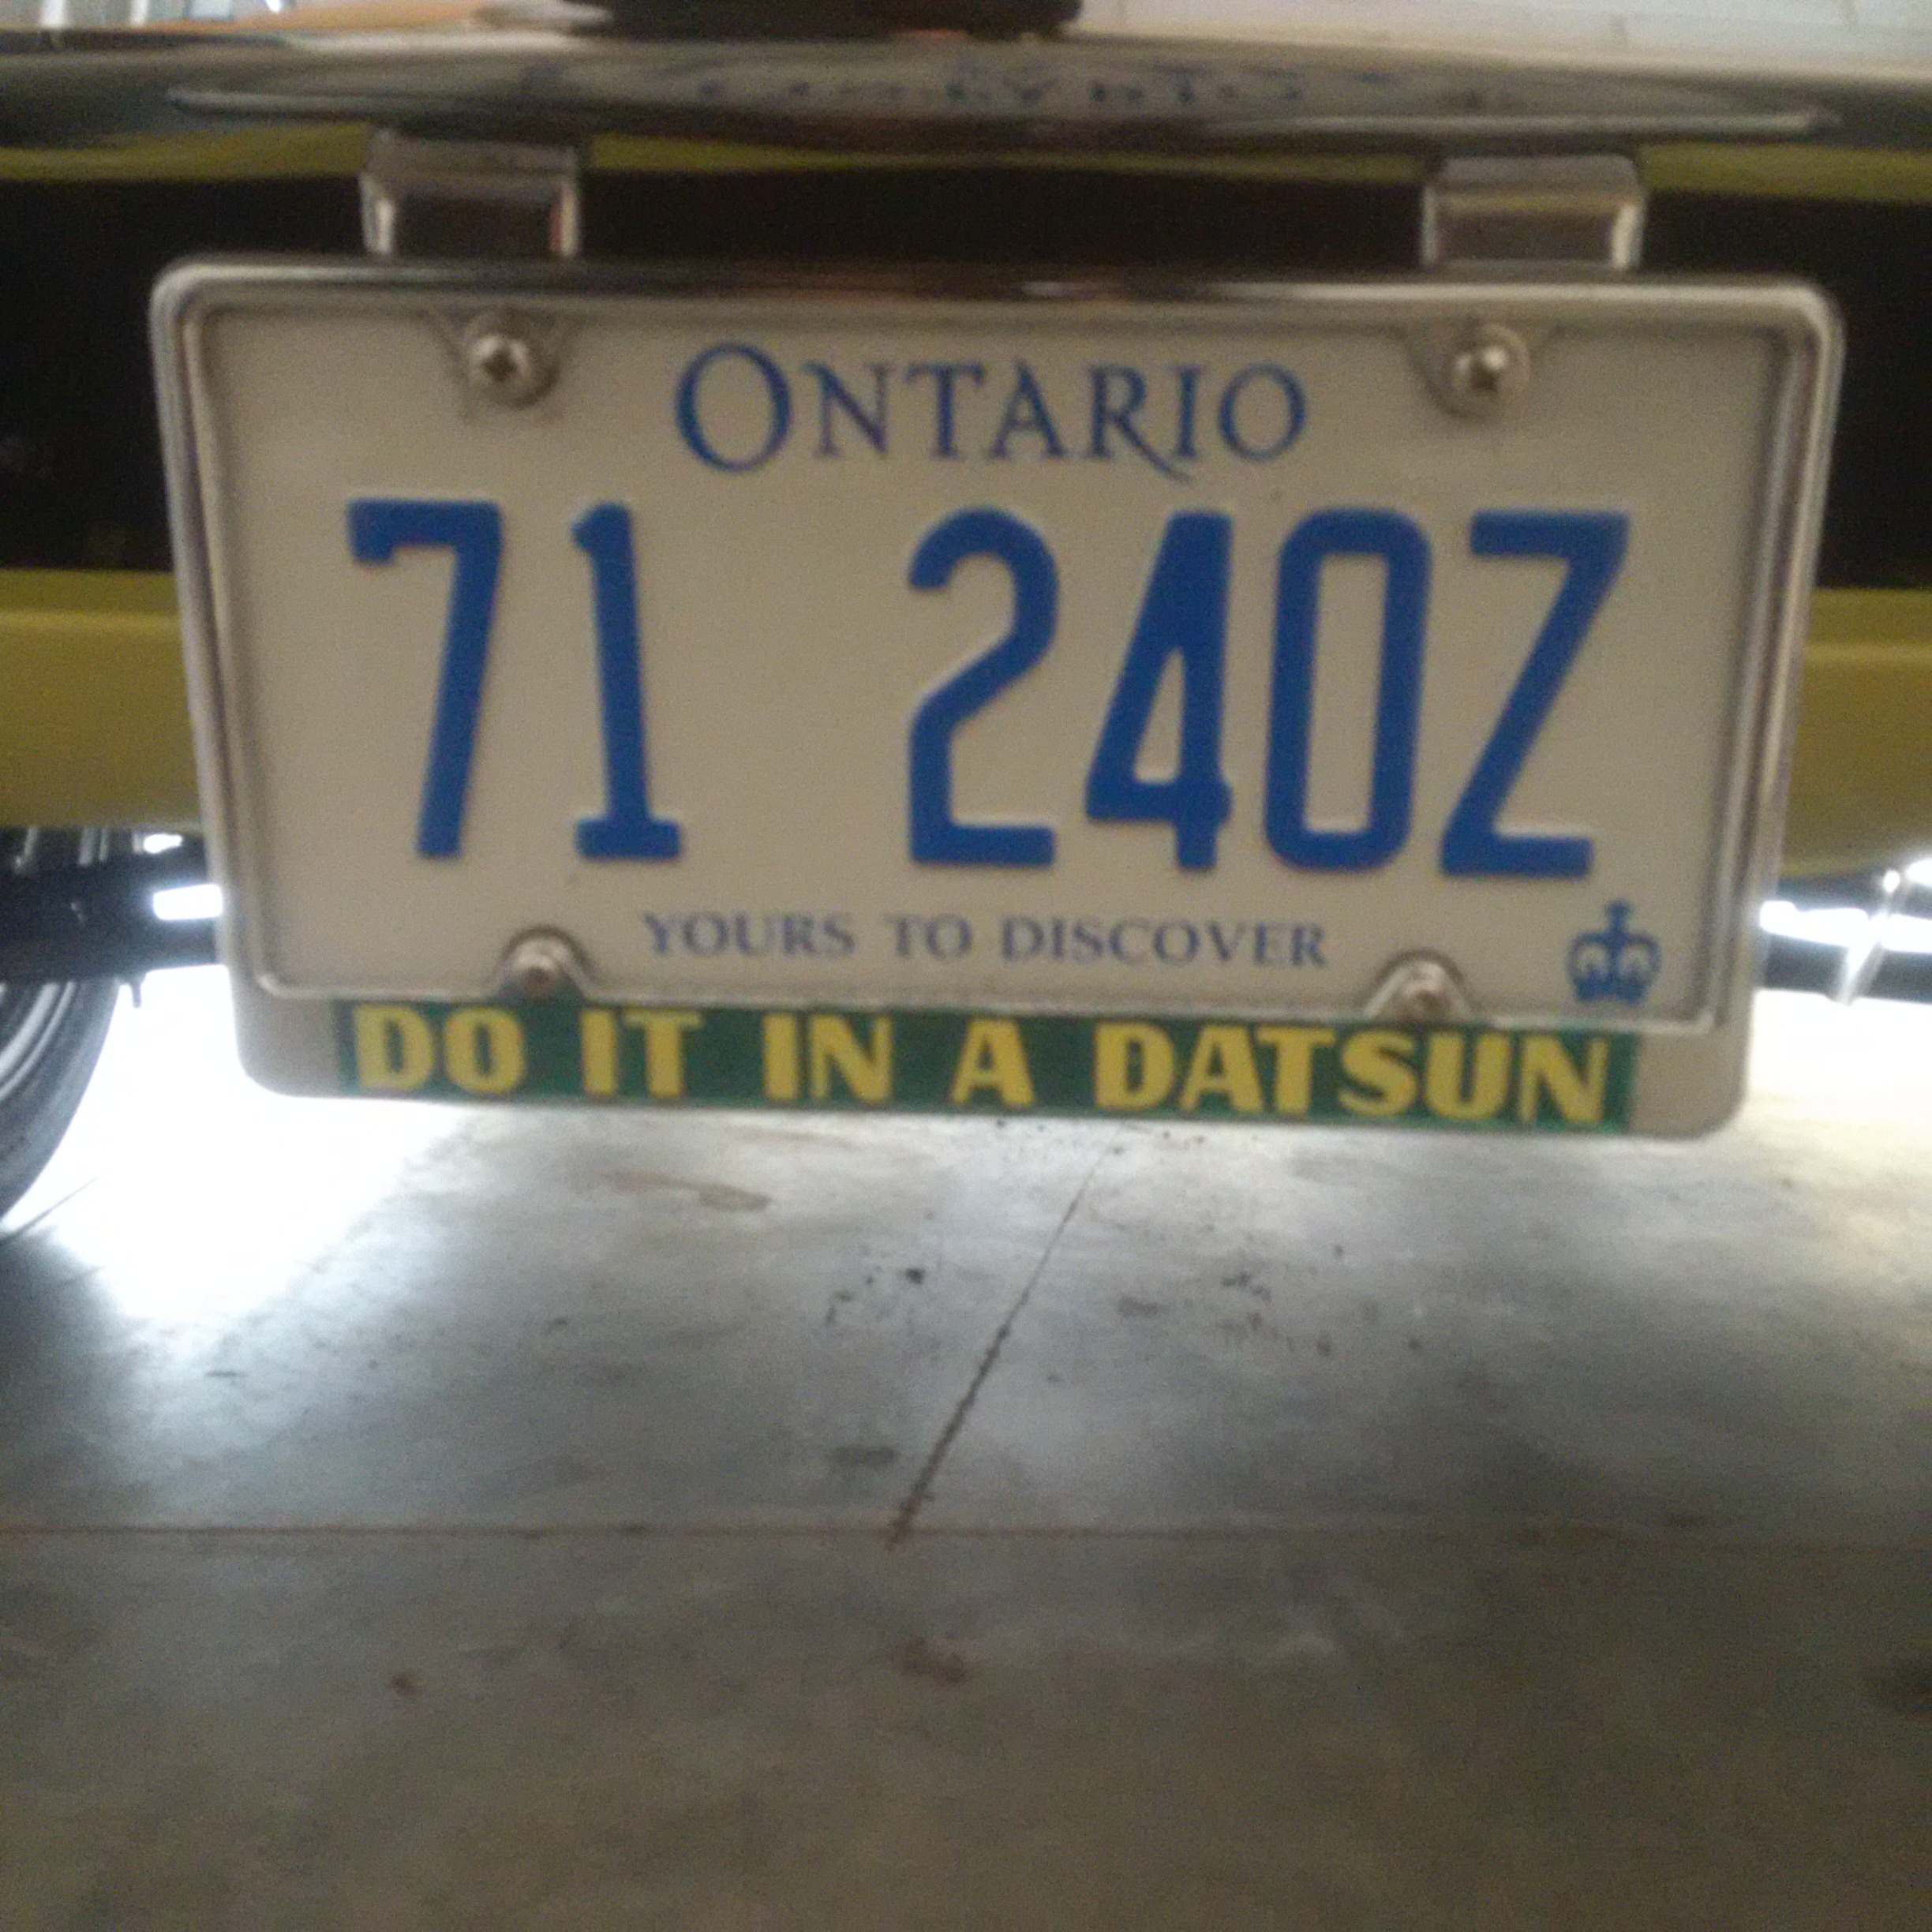 ONTARIO
71 240Z
YOURS TO DISCOVER
DO IT IN A DATSUN